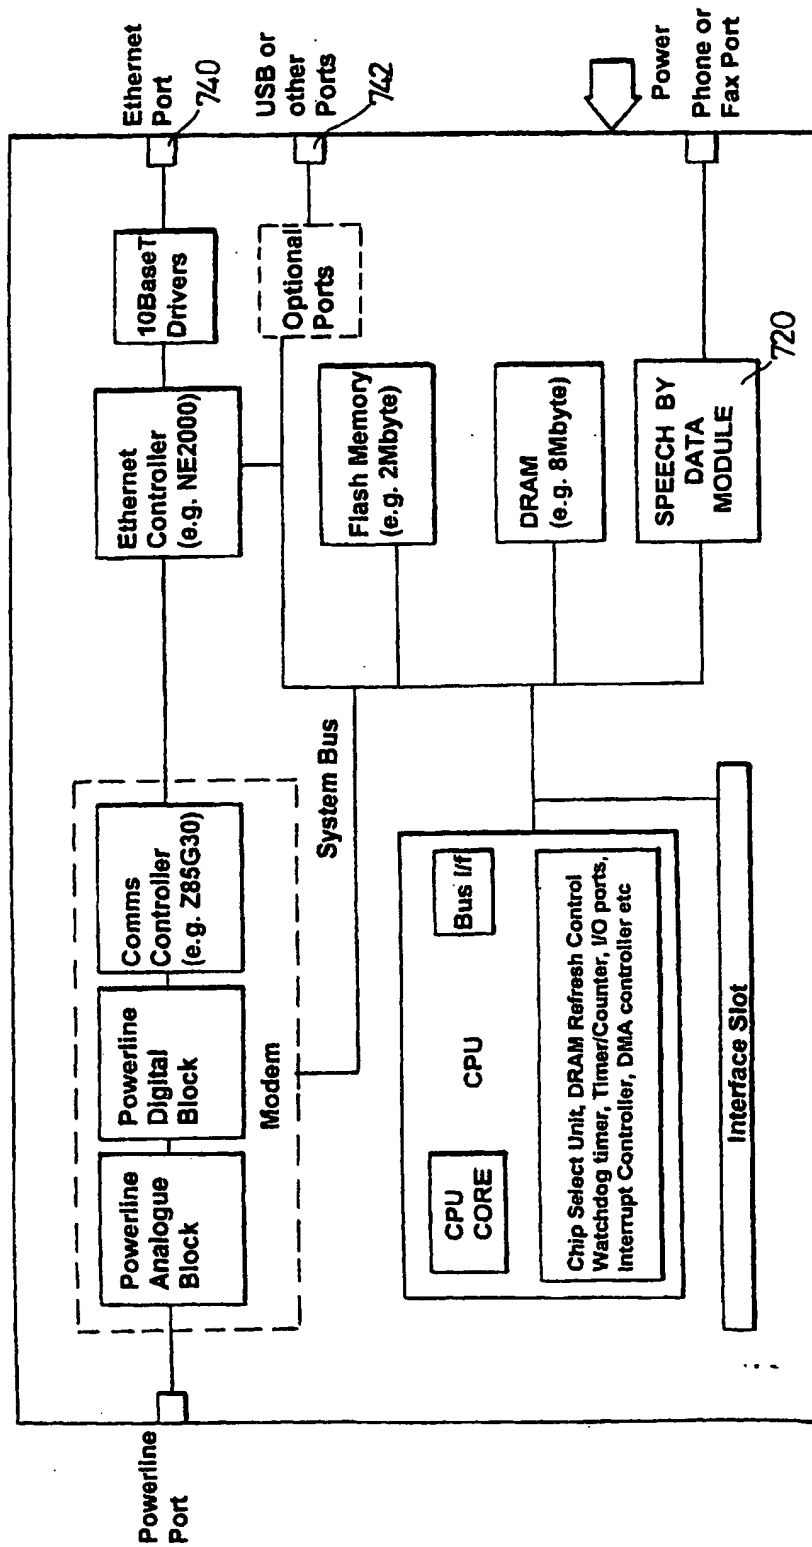 Powerline
Port
Powerline
Analogue
Block
Powerline
Digital
Block
Comms
Controller
(e.g. Z85G30)
Modem
Ethernet
Controller
(e.g. NE2000)
10BaseT
Drivers
Ethernet
Port
740
System Bus
Optional
Ports
USB or
other
Ports
742
Flash Memory
(e.g. 2Mbyte)
DRAM
(e.g. 8Mbyte)
Power
CPU
CORE
CPU
Bus I/f
Chip Select Unit, DRAM Refresh Control
Watchdog timer, Timer/Counter, I/O ports,
Interrupt Controller, DMA controller etc
SPEECH BY
DATA
MODULE
720
Phone or
Fax Port
Interface Slot